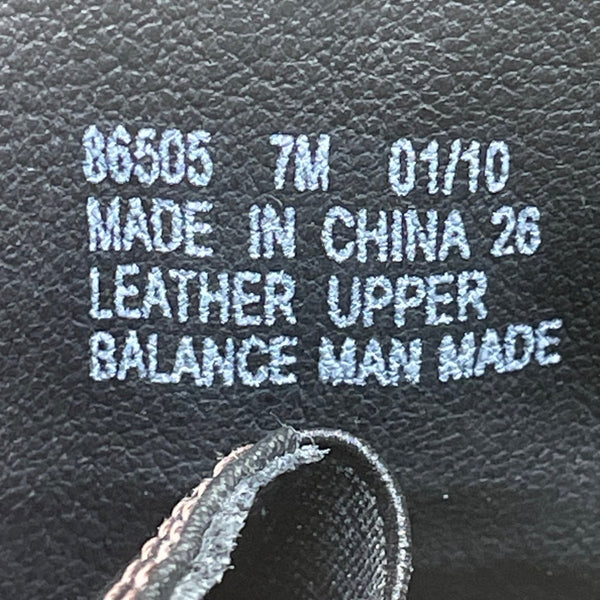 86505 7M 01/10
MADE IN CHINA 26
LEATHER UPPER
BALANCE MAN MADE